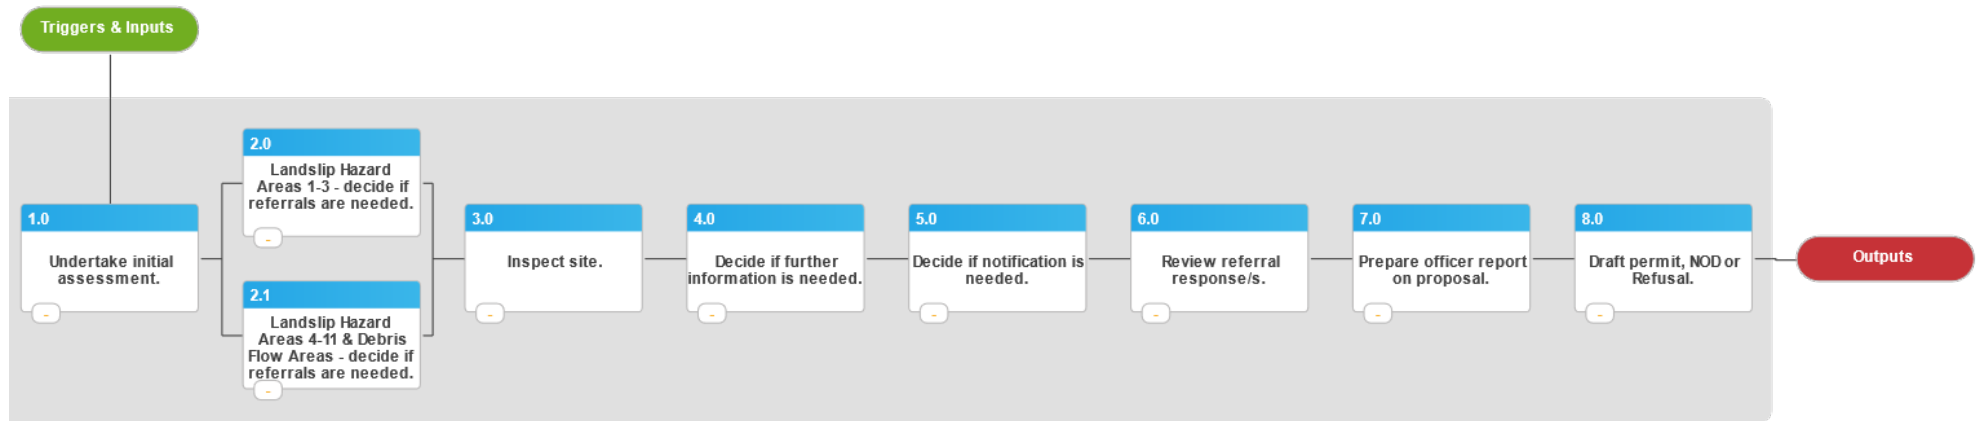 Triggers & Inputs
1.0
Undertake initial
assessment.
-
2.0
Landslip Hazard
Areas 1-3 - decide if
referrals are needed.
-
2.1
Landslip Hazard
Areas 4-11 & Debris
Flow Areas - decide if
referrals are needed.
-
3.0
Inspect site.
-
4.0
Decide if further
information is needed.
-
5.0
Decide if notification is
needed.
-
6.0
Review referral
response/s.
-
7.0
Prepare officer report
on proposal.
-
8.0
Draft permit, NOD or
Refusal.
-
Outputs